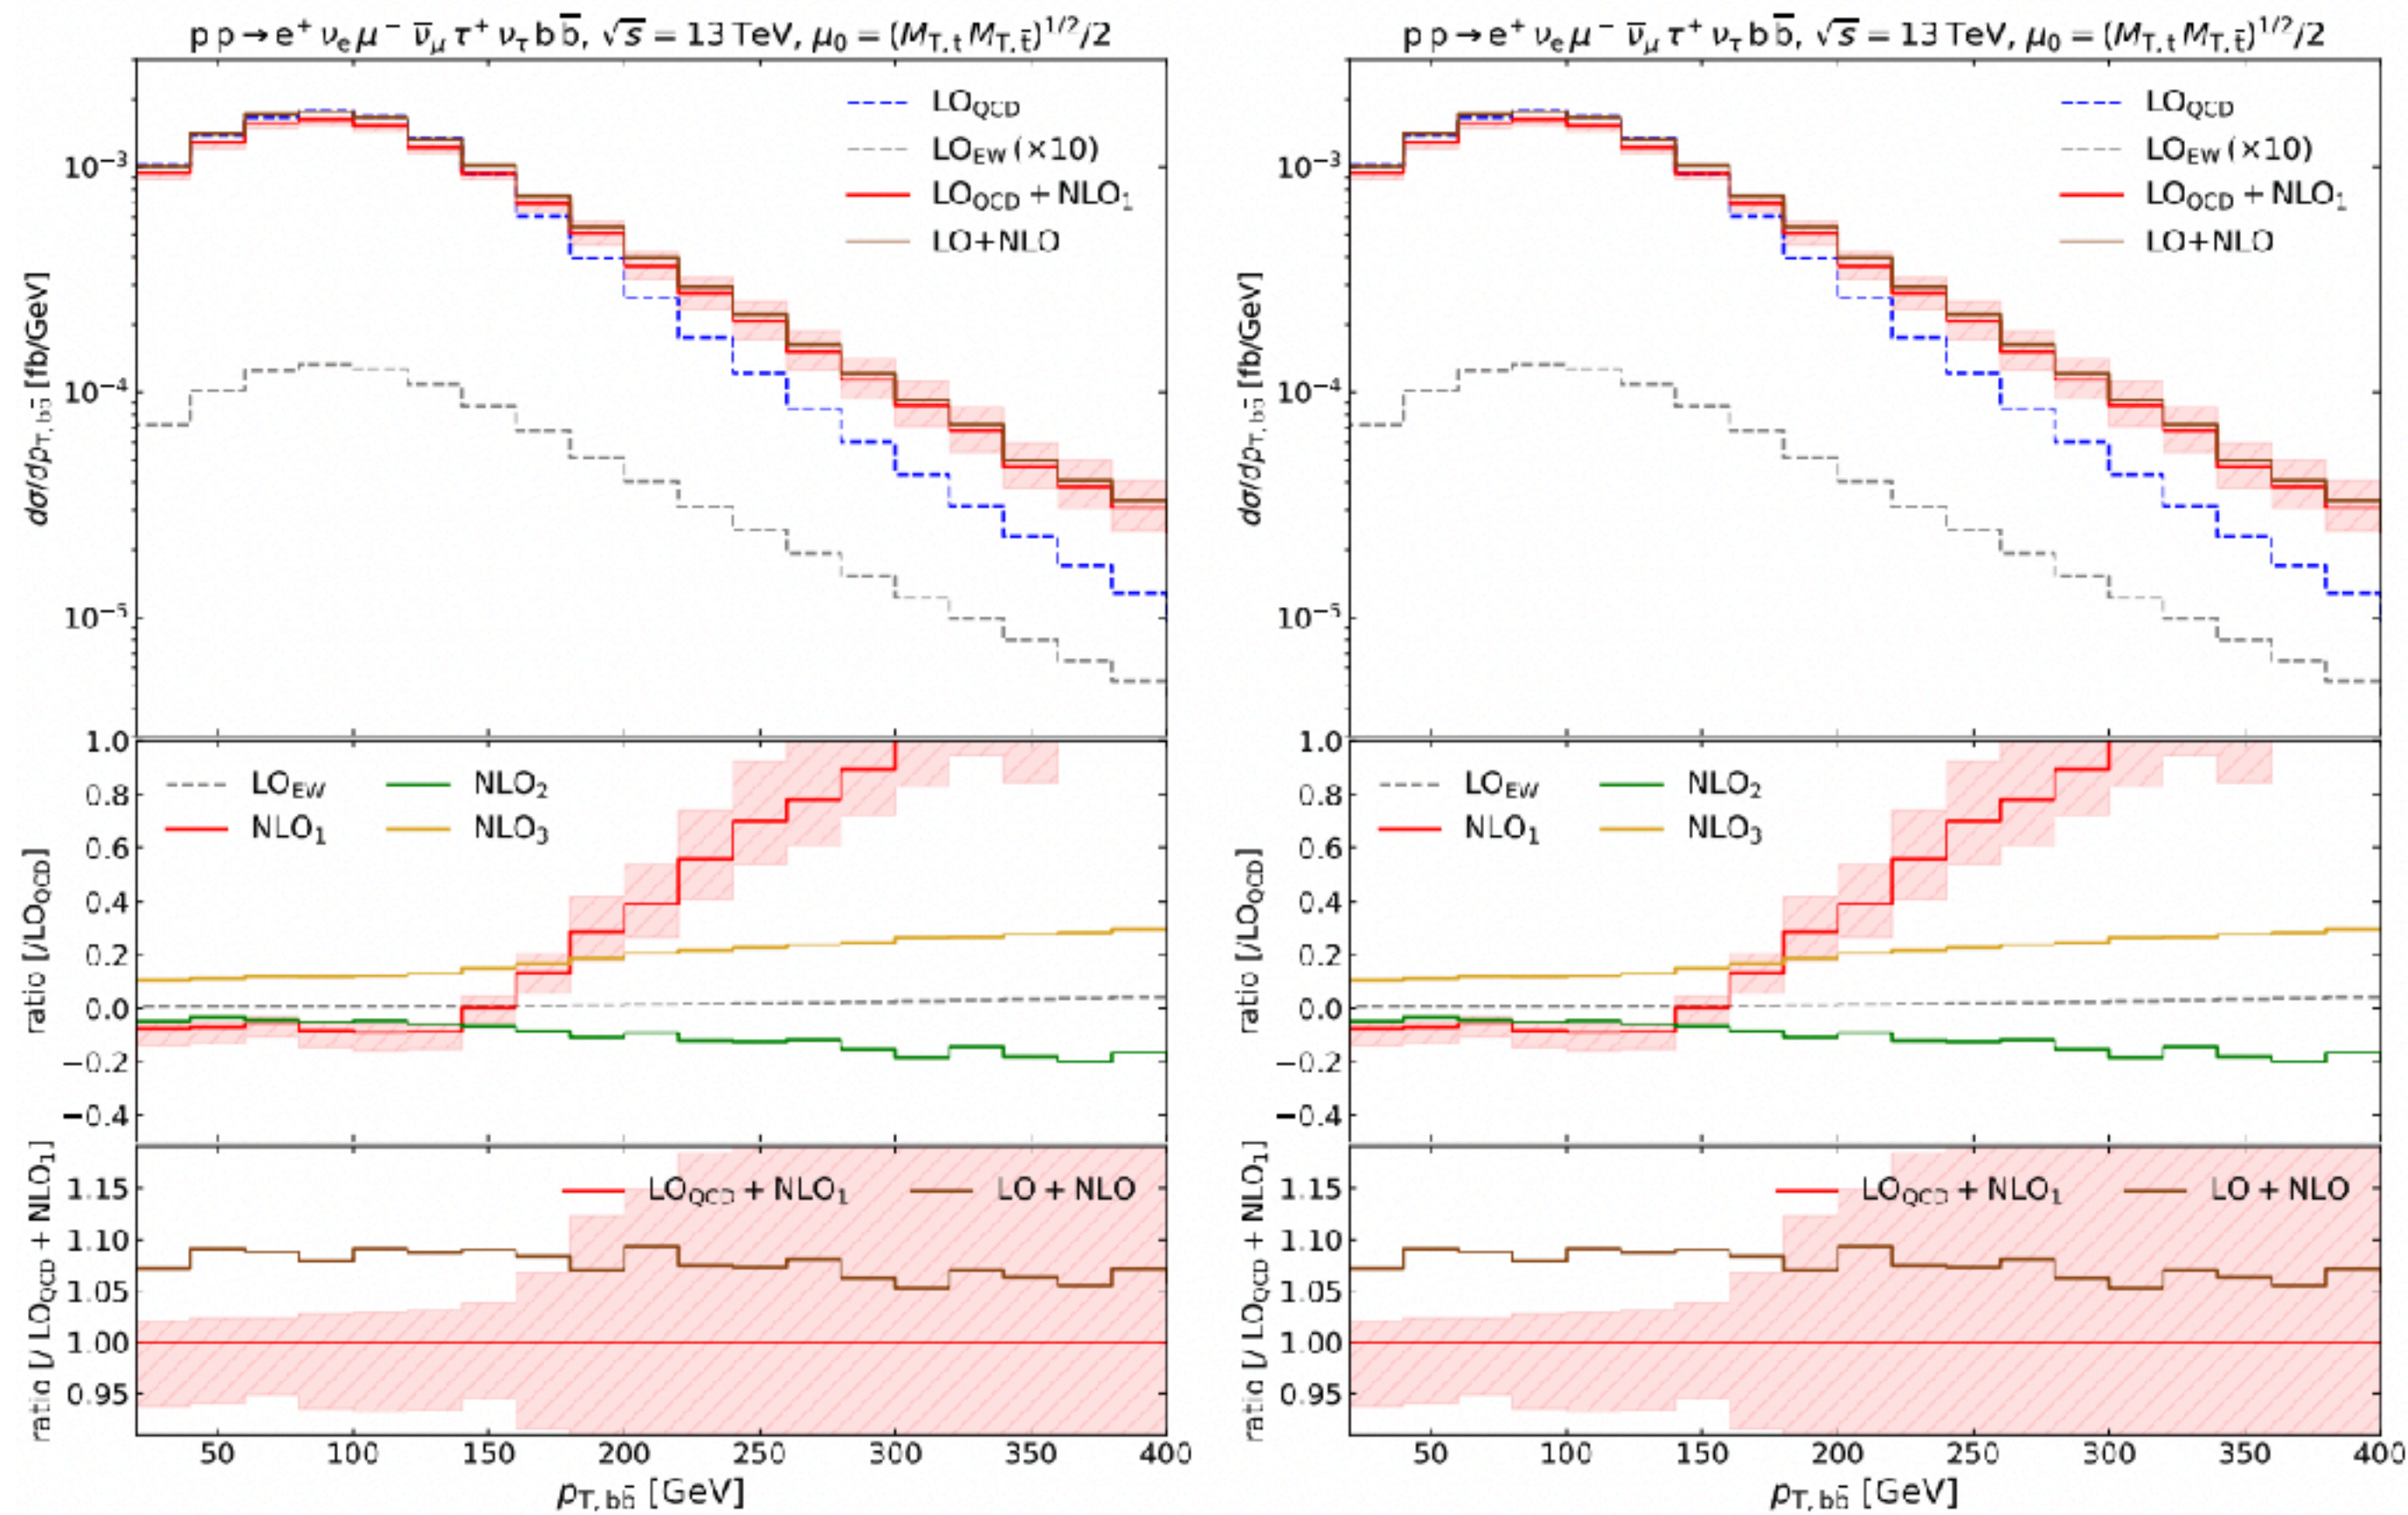 p p → e⁺ νₑ μ⁻ ν̄_μ τ⁺ ν_τ b b̄, √s = 13 TeV, μ₀ = (M_T,t M_T,t̄)^1/2/2
dσ/dp_T,bb̄ [fb/GeV]
10⁻³
10⁻⁴
10⁻⁵
LO_QCD
LO_EW (×10)
LO_QCD + NLO₁
LO+NLO
ratio [/LO_QCD]
1.0
0.8
0.6
0.4
0.2
0.0
−0.2
−0.4
LO_EW NLO₂
NLO₁ NLO₃
ratio [/ LO_QCD + NLO₁]
1.15
1.10
1.05
1.00
0.95
LO_QCD + NLO₁ LO + NLO
50 100 150 200 250 300 350 400
p_T,bb̄ [GeV]
p p → e⁺ νₑ μ⁻ ν̄_μ τ⁺ ν_τ b b̄, √s = 13 TeV, μ₀ = (M_T,t M_T,t̄)^1/2/2
dσ/dp_T,bb̄ [fb/GeV]
10⁻³
10⁻⁴
10⁻⁵
LO_QCD
LO_EW (×10)
LO_QCD + NLO₁
LO+NLO
ratio [/LO_QCD]
1.0
0.8
0.6
0.4
0.2
0.0
−0.2
−0.4
LO_EW NLO₂
NLO₁ NLO₃
ratio [/ LO_QCD + NLO₁]
1.15
1.10
1.05
1.00
0.95
LO_QCD + NLO₁ LO + NLO
50 100 150 200 250 300 350 400
p_T,bb̄ [GeV]